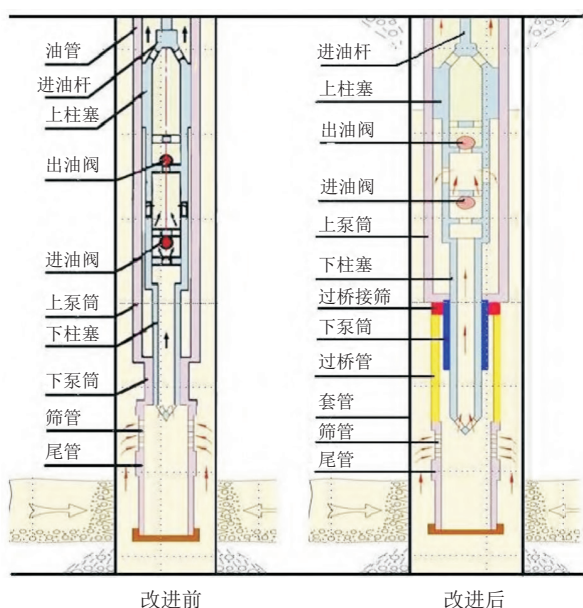 油管
进油杆
上柱塞
出油阀
进油阀
上泵筒
下柱塞
下泵筒
筛管
尾管
改进前
进油杆
上柱塞
出油阀
进油阀
上泵筒
下柱塞
过桥接筛
下泵筒
过桥管
套管
筛管
尾管
改进后